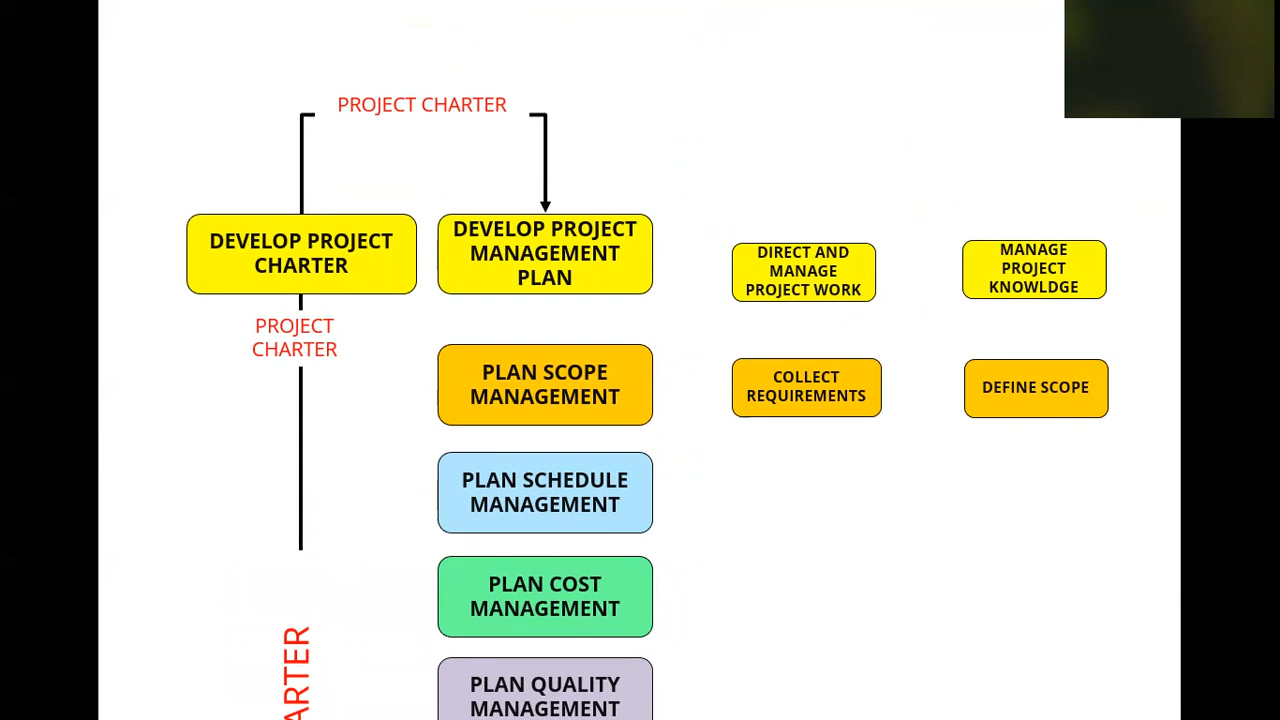 PROJECT CHARTER
DEVELOP PROJECT
CHARTER
DEVELOP PROJECT
MANAGEMENT
PLAN
DIRECT AND
MANAGE
PROJECT WORK
MANAGE
PROJECT
KNOWLDGE
PROJECT
CHARTER
PLAN SCOPE
MANAGEMENT
COLLECT
REQUIREMENTS
DEFINE SCOPE
PLAN SCHEDULE
MANAGEMENT
PLAN COST
MANAGEMENT
ARTER
PLAN QUALITY
MANAGEMENT